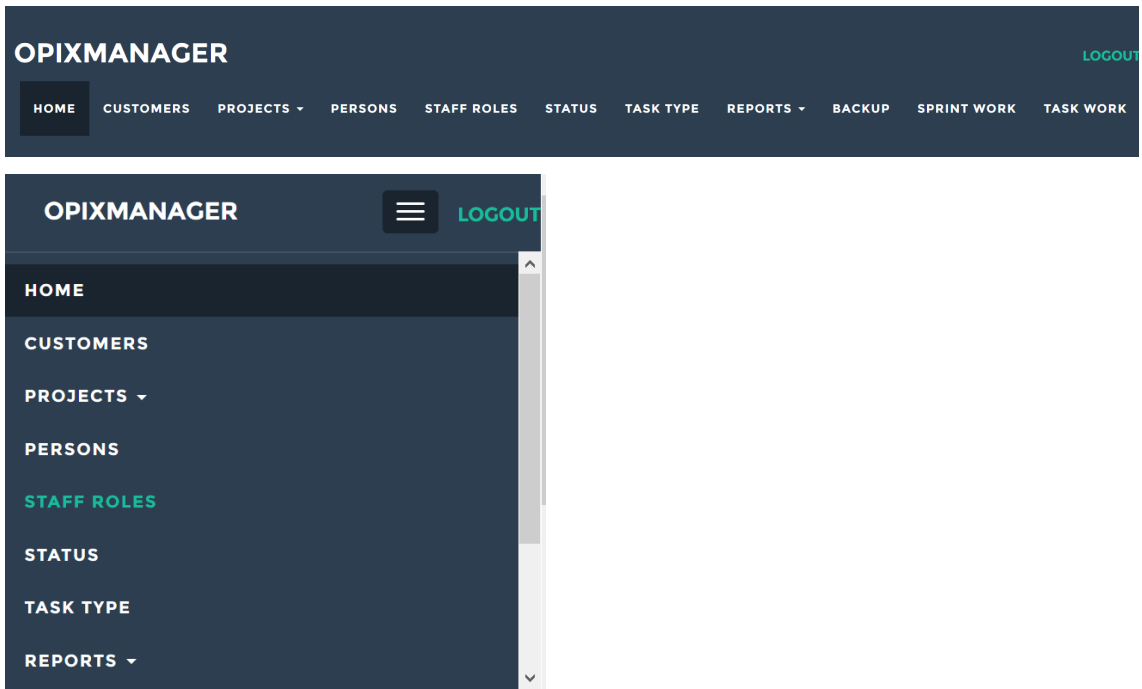 OPIXMANAGER
LOGOUT
HOME CUSTOMERS PROJECTS PERSONS STAFF ROLES STATUS TASK TYPE REPORTS BACKUP SPRINT WORK TASK WORK
OPIXMANAGER LOGOUT
HOME
CUSTOMERS
PROJECTS
PERSONS
STAFF ROLES
STATUS
TASK TYPE
REPORTS